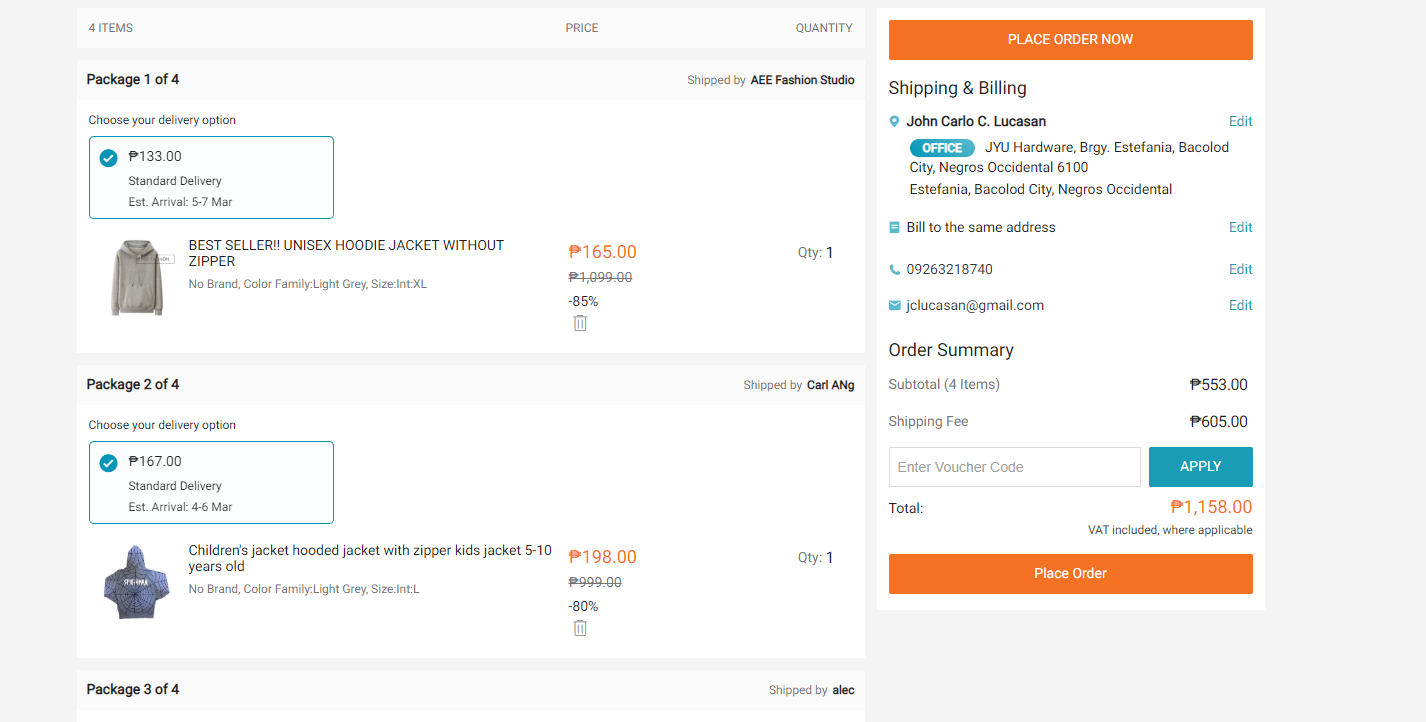 4 ITEMS PRICE QUANTITY
Package 1 of 4 Shipped by AEE Fashion Studio
Choose your delivery option
₱133.00
Standard Delivery
Est. Arrival: 5-7 Mar
BEST SELLER!! UNISEX HOODIE JACKET WITHOUT
ZIPPER
No Brand, Color Family:Light Grey, Size:Int:XL
₱165.00
₱1,099.00
-85%
Qty: 1
Package 2 of 4 Shipped by Carl ANg
Choose your delivery option
₱167.00
Standard Delivery
Est. Arrival: 4-6 Mar
Children's jacket hooded jacket with zipper kids jacket 5-10
years old
No Brand, Color Family:Light Grey, Size:Int:L
₱198.00
₱999.00
-80%
Qty: 1
Package 3 of 4 Shipped by alec
PLACE ORDER NOW
Shipping & Billing
John Carlo C. Lucasan Edit
OFFICE JYU Hardware, Brgy. Estefania, Bacolod
City, Negros Occidental 6100
Estefania, Bacolod City, Negros Occidental
Bill to the same address Edit
09263218740 Edit
jclucasan@gmail.com Edit
Order Summary
Subtotal (4 Items) ₱553.00
Shipping Fee ₱605.00
Enter Voucher Code APPLY
Total: ₱1,158.00
VAT included, where applicable
Place Order